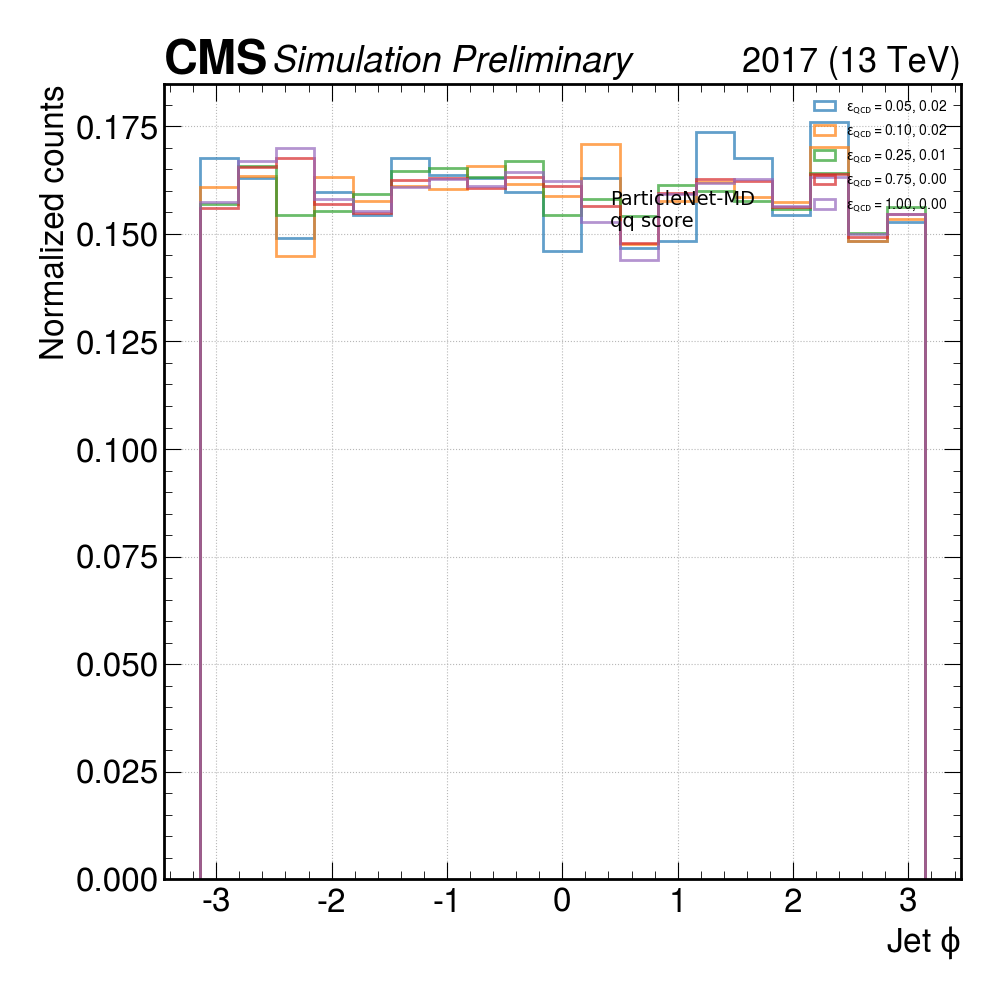 CMS Simulation Preliminary 2017 (13 TeV)
Normalized counts
0.175
0.150
0.125
0.100
0.075
0.050
0.025
0.000
εQCD = 0.05, 0.02
εQCD = 0.10, 0.02
εQCD = 0.25, 0.01
εQCD = 0.75, 0.00
εQCD = 1.00, 0.00
ParticleNet-MD
qq score
-3 -2 -1 0 1 2 3
Jet ϕ